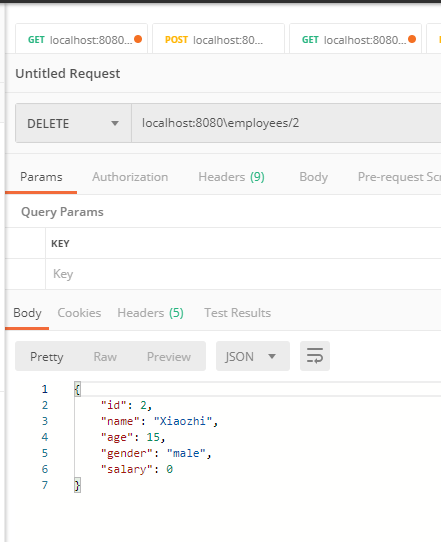 GET localhost:8080... POST localhost:80... GET localhost:8080...
Untitled Request
DELETE localhost:8080\employees/2
Params Authorization Headers (9) Body Pre-request Scr
Query Params
KEY
Key
Body Cookies Headers (5) Test Results
Pretty Raw Preview JSON
1 {
2 "id": 2,
3 "name": "Xiaozhi",
4 "age": 15,
5 "gender": "male",
6 "salary": 0
7 }